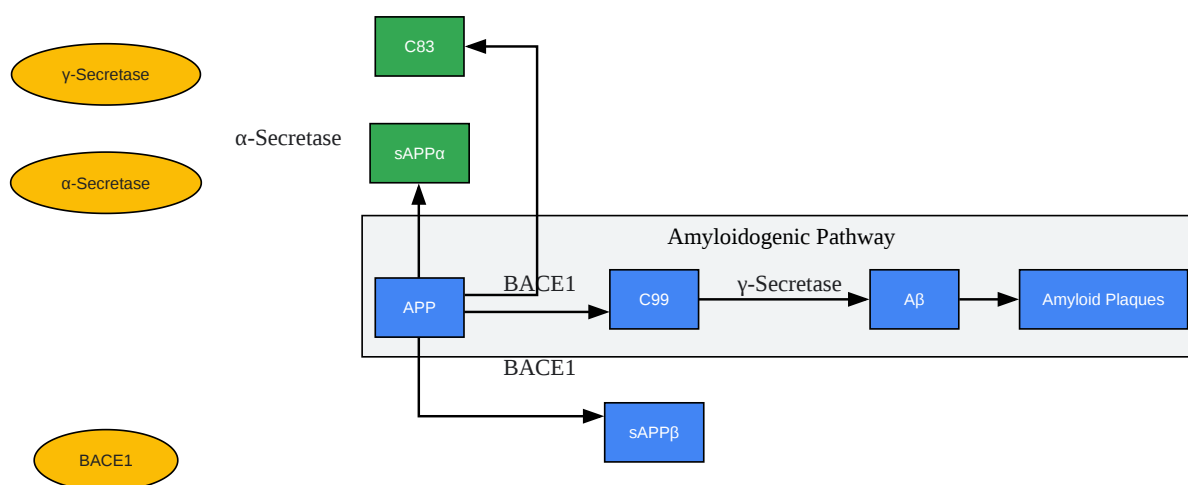 C83
γ-Secretase
α-Secretase
sAPPα
α-Secretase
Amyloidogenic Pathway
APP
BACE1
C99
γ-Secretase
Aβ
Amyloid Plaques
BACE1
sAPPβ
BACE1